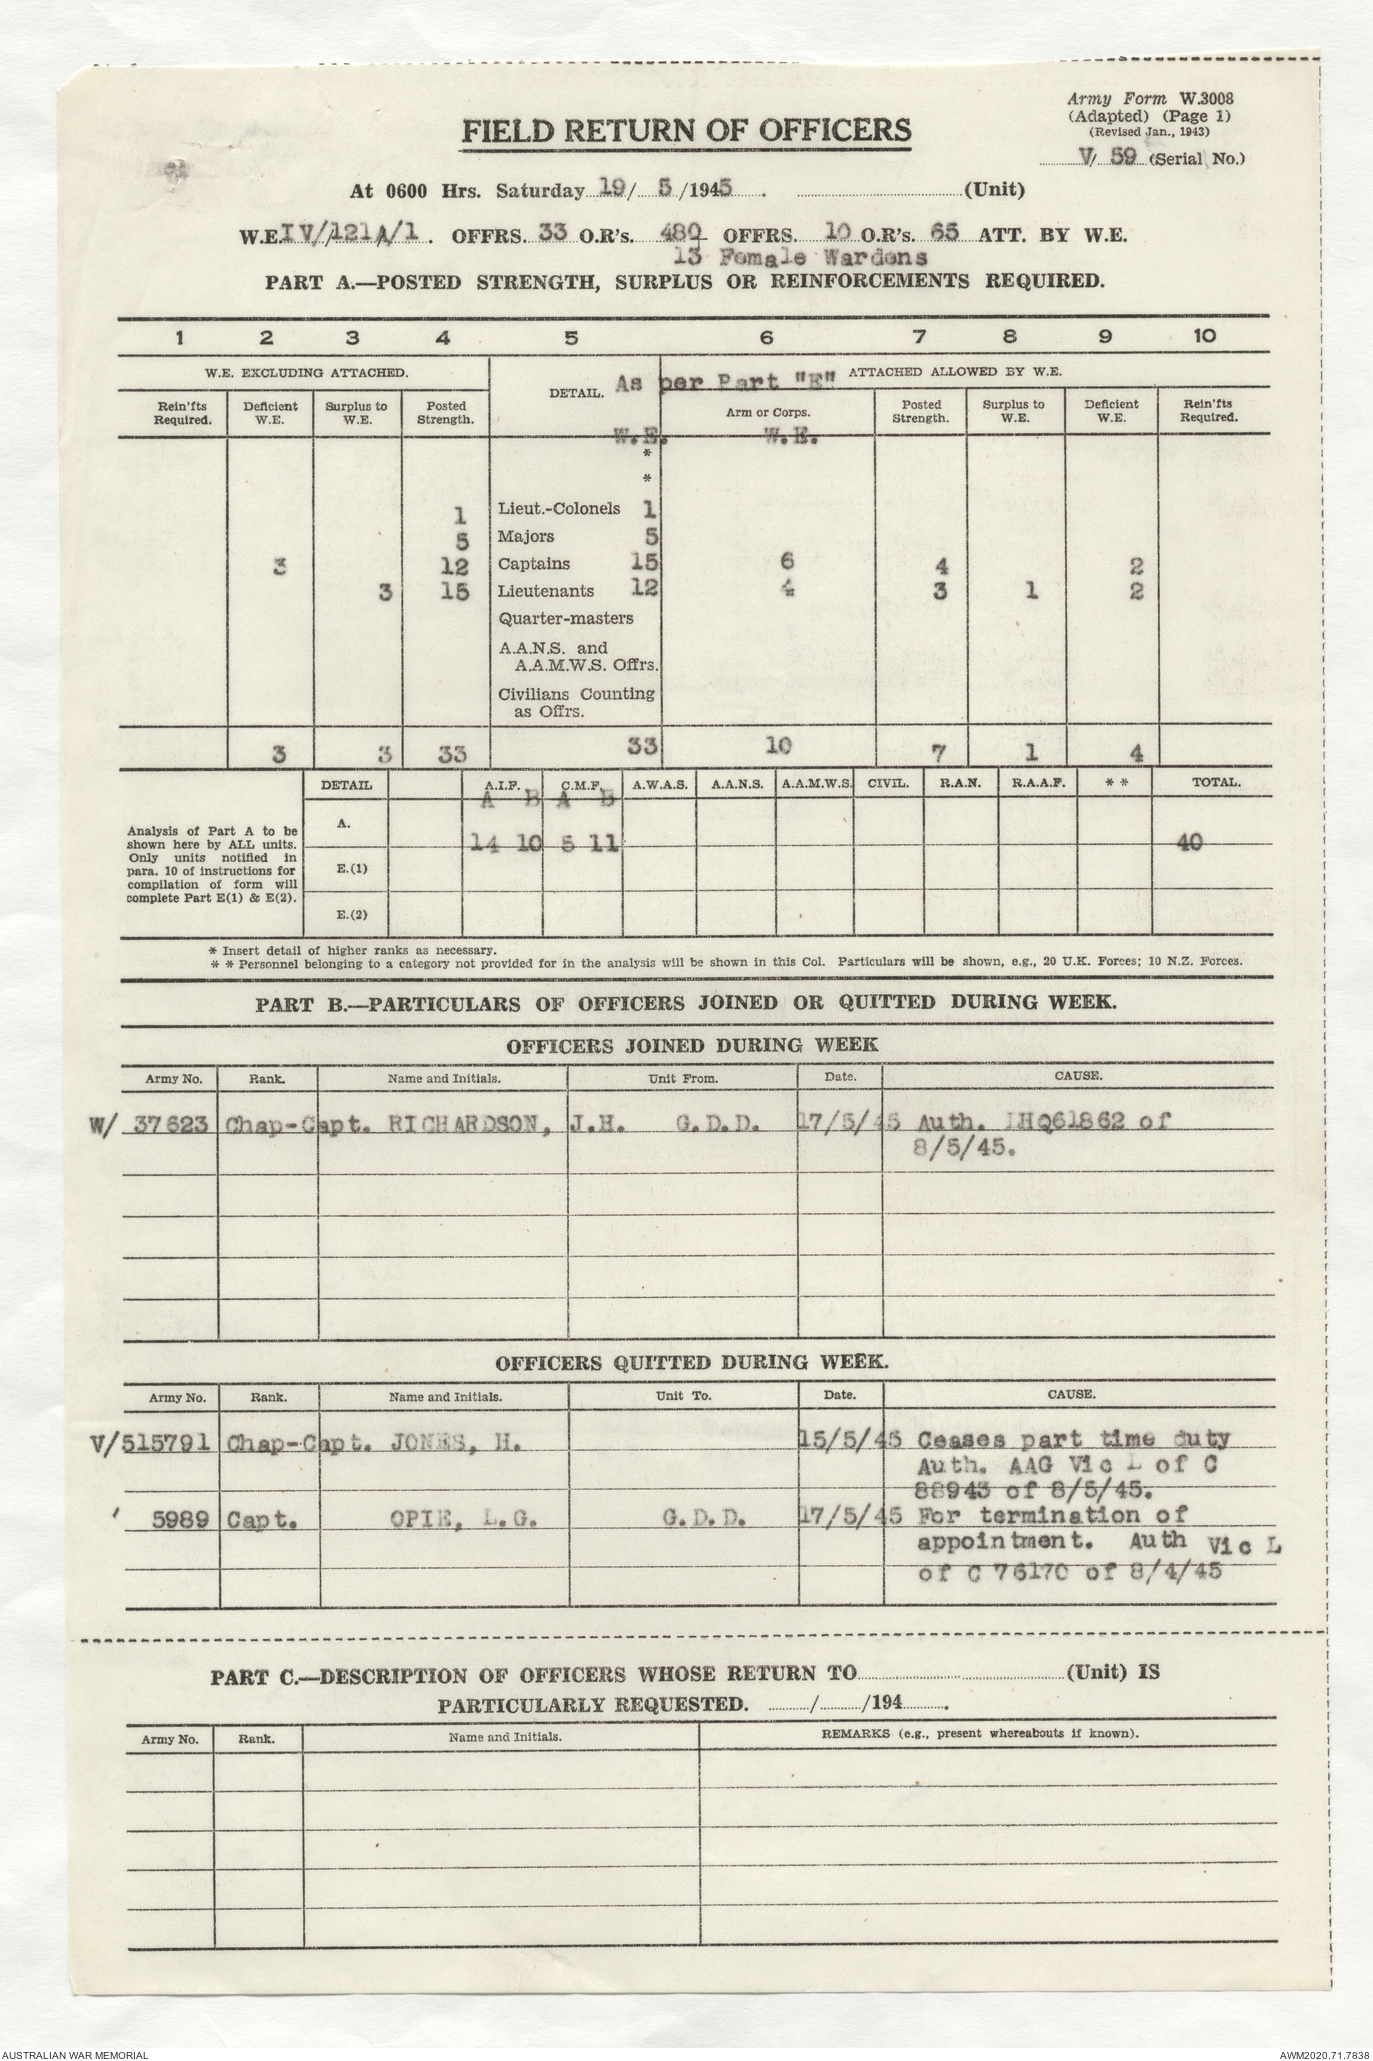 Army Form W.3008
(Adapted) (Page 1)
(Revised Jan., 1943)
FIELD RETURN OF OFFICERS
V/ 59 (Serial No.)
At 0600 Hrs. Saturday 19/ 5 /1945 . (Unit)
W.E. IV/121A/1 . OFFRS. 33 O.R's. 480 OFFRS. 10 O.R's. 65 ATT. BY W.E.
13 Female Wardens
PART A.—POSTED STRENGTH, SURPLUS OR REINFORCEMENTS REQUIRED.
1 2 3 4 5 6 7 8 9 10
W.E. EXCLUDING ATTACHED. DETAIL. As per Part "E" ATTACHED ALLOWED BY W.E.
Rein'fts Required. Deficient W.E. Surplus to W.E. Posted Strength. Arm or Corps. Posted Strength. Surplus to W.E. Deficient W.E. Rein'fts Required.
W.E. W.E.
*
*
1 Lieut.-Colonels 1
5 Majors 5
3 12 Captains 15 6 4 2
3 15 Lieutenants 12 4 3 1 2
Quarter-masters
A.A.N.S. and
A.A.M.W.S. Offrs.
Civilians Counting
as Offrs.
3 3 33 33 10 7 1 4
DETAIL A.I.F. C.M.F. A.W.A.S. A.A.N.S. A.A.M.W.S. CIVIL. R.A.N. R.A.A.F. * * TOTAL.
A B A B
Analysis of Part A to be
shown here by ALL units.
Only units notified in
para. 10 of instructions for
compilation of form will
complete Part E(1) & E(2).
A.
14 10 5 11 40
E.(1)
E.(2)
* Insert detail of higher ranks as necessary.
* * Personnel belonging to a category not provided for in the analysis will be shown in this Col. Particulars will be shown, e.g., 20 U.K. Forces; 10 N.Z. Forces.
PART B.—PARTICULARS OF OFFICERS JOINED OR QUITTED DURING WEEK.
OFFICERS JOINED DURING WEEK
Army No. Rank. Name and Initials. Unit From. Date. CAUSE.
W/ 37623 Chap-Capt. RICHARDSON, J.H. G.D.D. 17/5/45 Auth. LHQ61862 of
8/5/45.
OFFICERS QUITTED DURING WEEK.
Army No. Rank. Name and Initials. Unit To. Date. CAUSE.
V/515791 Chap-Capt. JONES, H. 15/5/45 Ceases part time duty
Auth. AAG Vic L of C
88943 of 8/5/45.
' 5989 Capt. OPIE, L.G. G.D.D. 17/5/45 For termination of
appointment. Auth Vic L
of C 76170 of 8/4/45
PART C.—DESCRIPTION OF OFFICERS WHOSE RETURN TO (Unit) IS
PARTICULARLY REQUESTED. / /194 .
Army No. Rank. Name and Initials. REMARKS (e.g., present whereabouts if known).
AUSTRALIAN WAR MEMORIAL AWM2020.71.7838